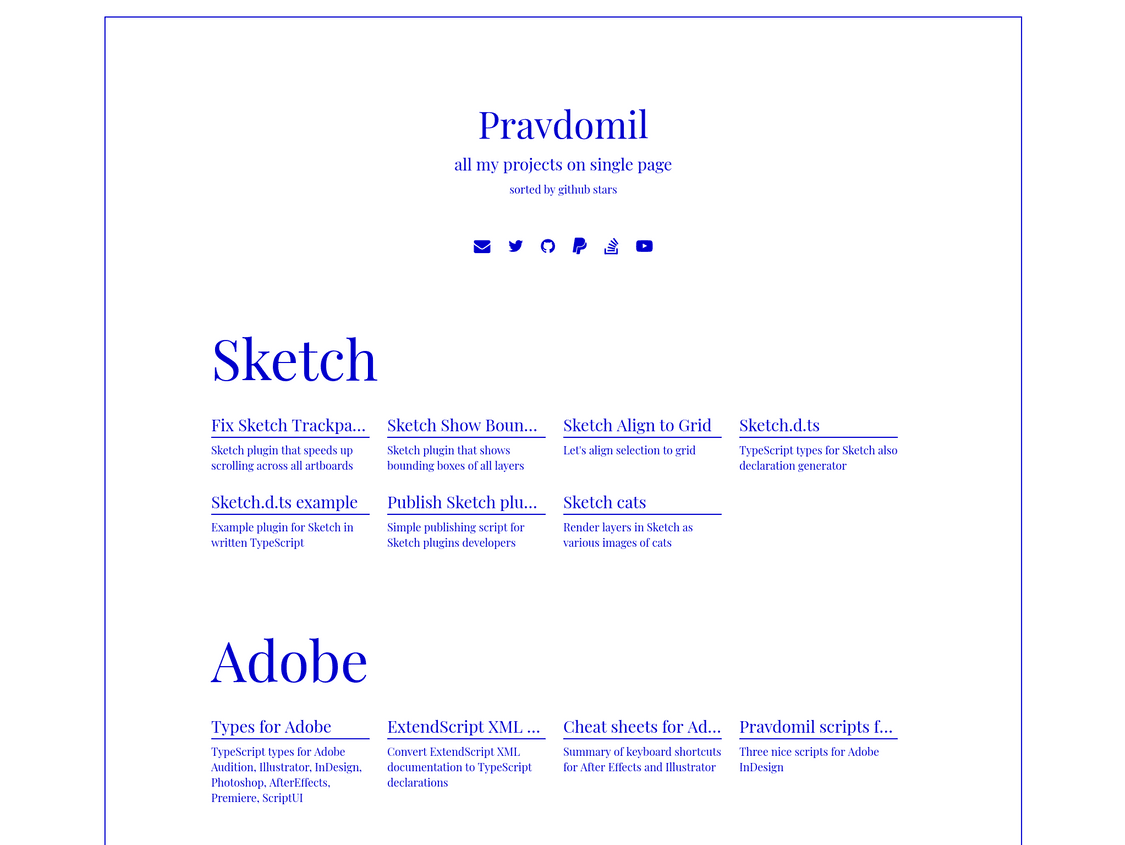 Pravdomil
all my projects on single page
sorted by github stars
Sketch
Fix Sketch Trackpa...
Sketch plugin that speeds up
scrolling across all artboards
Sketch Show Boun...
Sketch plugin that shows
bounding boxes of all layers
Sketch Align to Grid
Let's align selection to grid
Sketch.d.ts
TypeScript types for Sketch also
declaration generator
Sketch.d.ts example
Example plugin for Sketch in
written TypeScript
Publish Sketch plu...
Simple publishing script for
Sketch plugins developers
Sketch cats
Render layers in Sketch as
various images of cats
Adobe
Types for Adobe
TypeScript types for Adobe
Audition, Illustrator, InDesign,
Photoshop, AfterEffects,
Premiere, ScriptUI
ExtendScript XML ...
Convert ExtendScript XML
documentation to TypeScript
declarations
Cheat sheets for Ad...
Summary of keyboard shortcuts
for After Effects and Illustrator
Pravdomil scripts f...
Three nice scripts for Adobe
InDesign